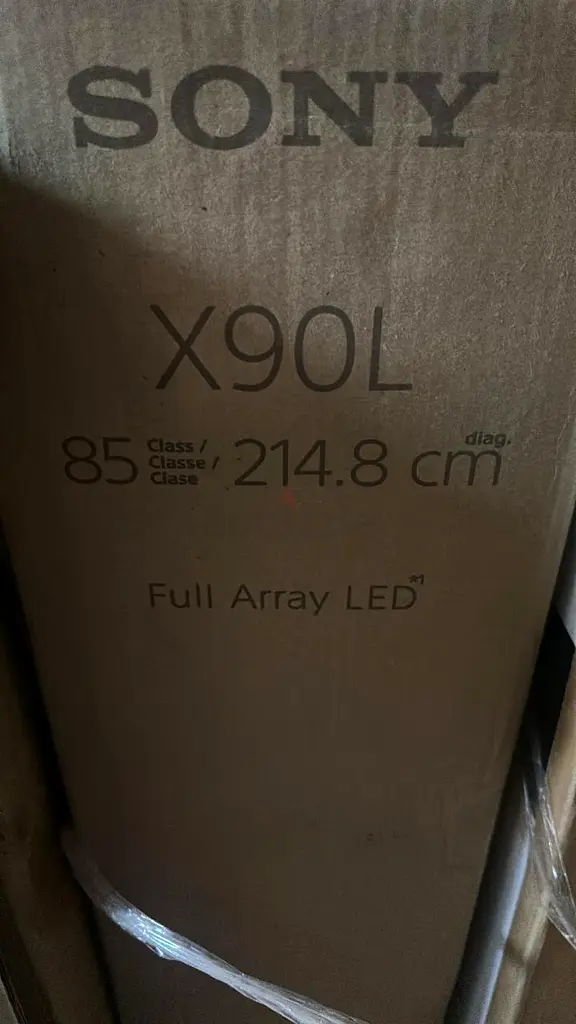 SONY
X90L
85 Class / Classe / Clase 214.8 cm diag.
Full Array LED*1